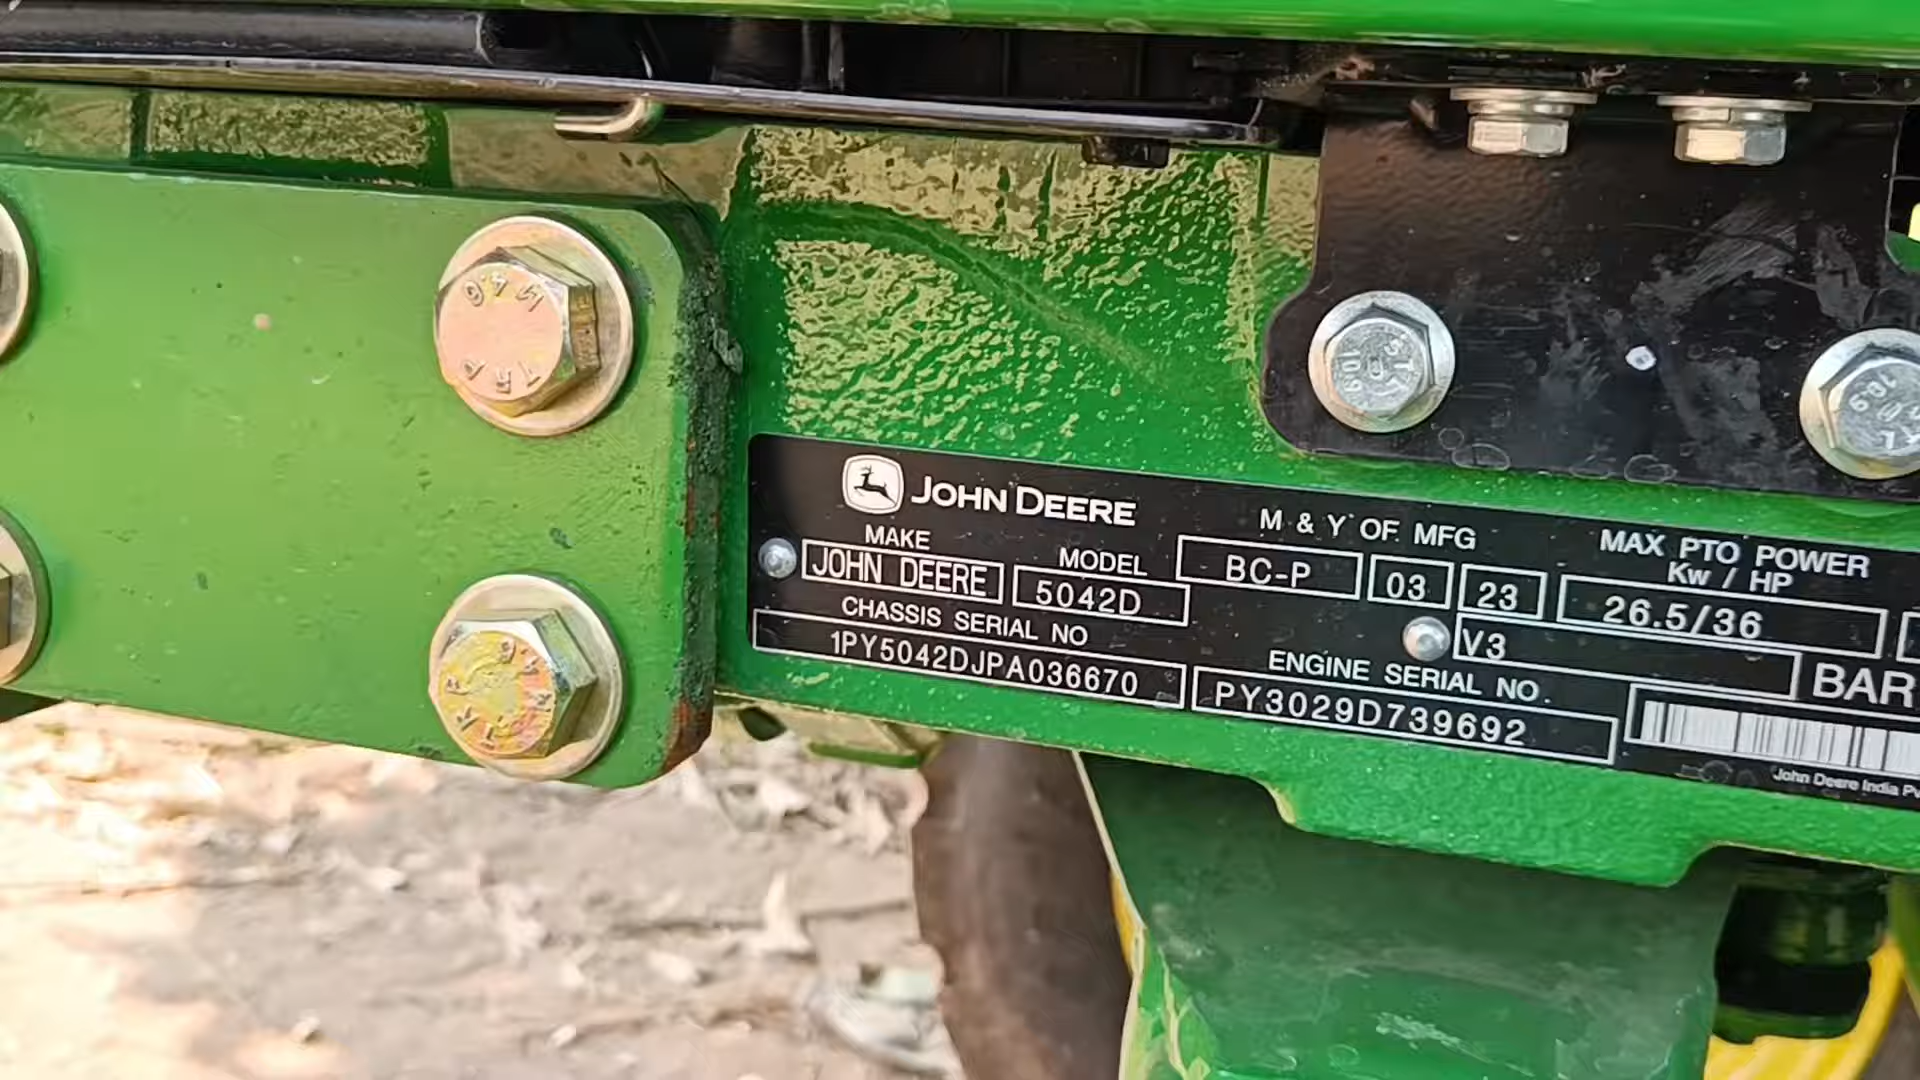 JOHN DEERE
MAKE
JOHN DEERE
MODEL
5042D
M & Y OF MFG
BC-P 03 23
MAX PTO POWER
Kw / HP
26.5/36
CHASSIS SERIAL NO
1PY5042DJPA036670
V3
ENGINE SERIAL NO.
PY3029D739692
BAR
John Deere India
109